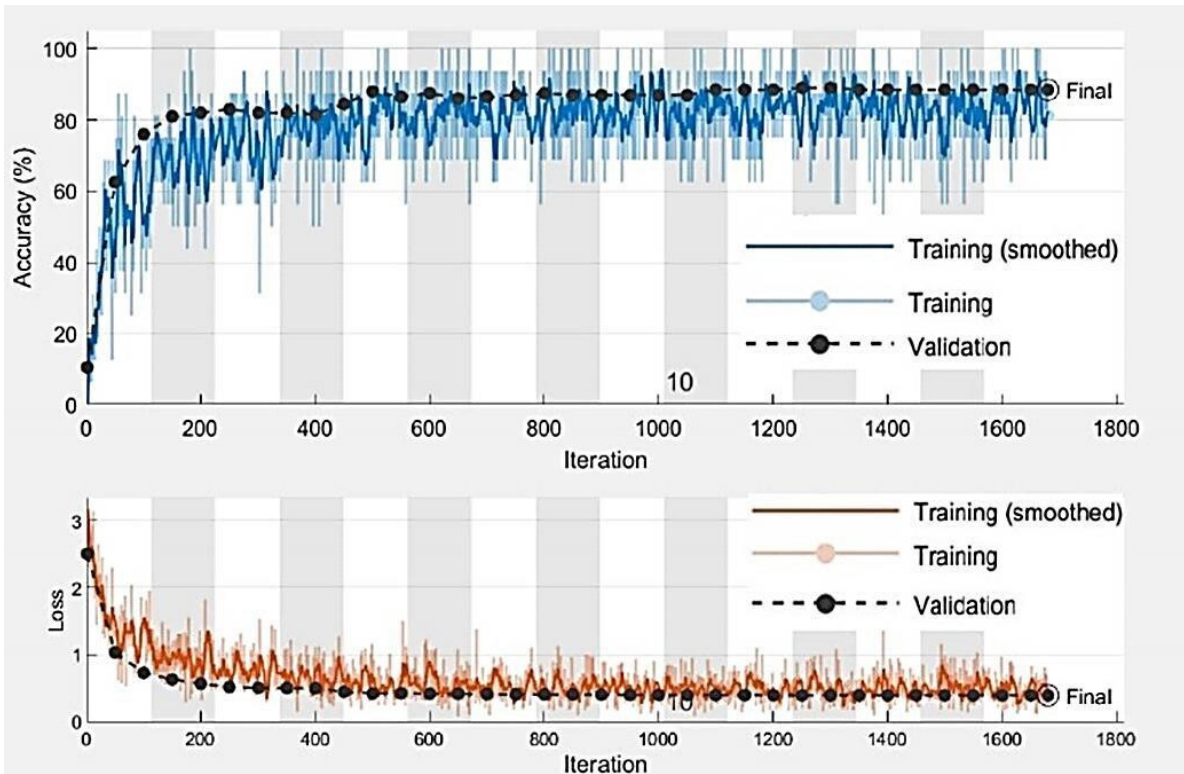 100
80
60
40
20
0
Accuracy (%)
Final
Training (smoothed)
Training
Validation
10
0 200 400 600 800 1000 1200 1400 1600 1800
Iteration
3
2
1
0
Loss
Training (smoothed)
Training
Validation
Final
10
0 200 400 600 800 1000 1200 1400 1600 1800
Iteration